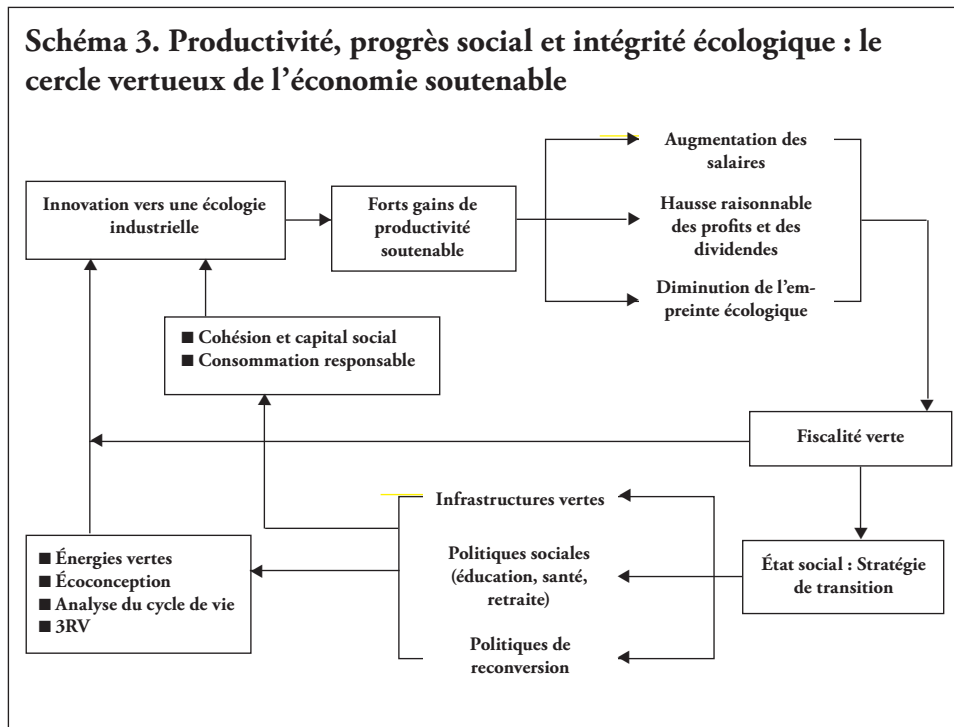 Schéma 3. Productivité, progrès social et intégrité écologique : le
cercle vertueux de l’économie soutenable
Augmentation des
salaires
Innovation vers une écologie
industrielle
Forts gains de
productivité
soutenable
Hausse raisonnable
des profits et des
dividendes
Diminution de l’em-
preinte écologique
■ Cohésion et capital social
■ Consommation responsable
Fiscalité verte
Infrastructures vertes
■ Énergies vertes
■ Écoconception
■ Analyse du cycle de vie
■ 3RV
Politiques sociales
(éducation, santé,
retraite)
État social : Stratégie
de transition
Politiques de
reconversion